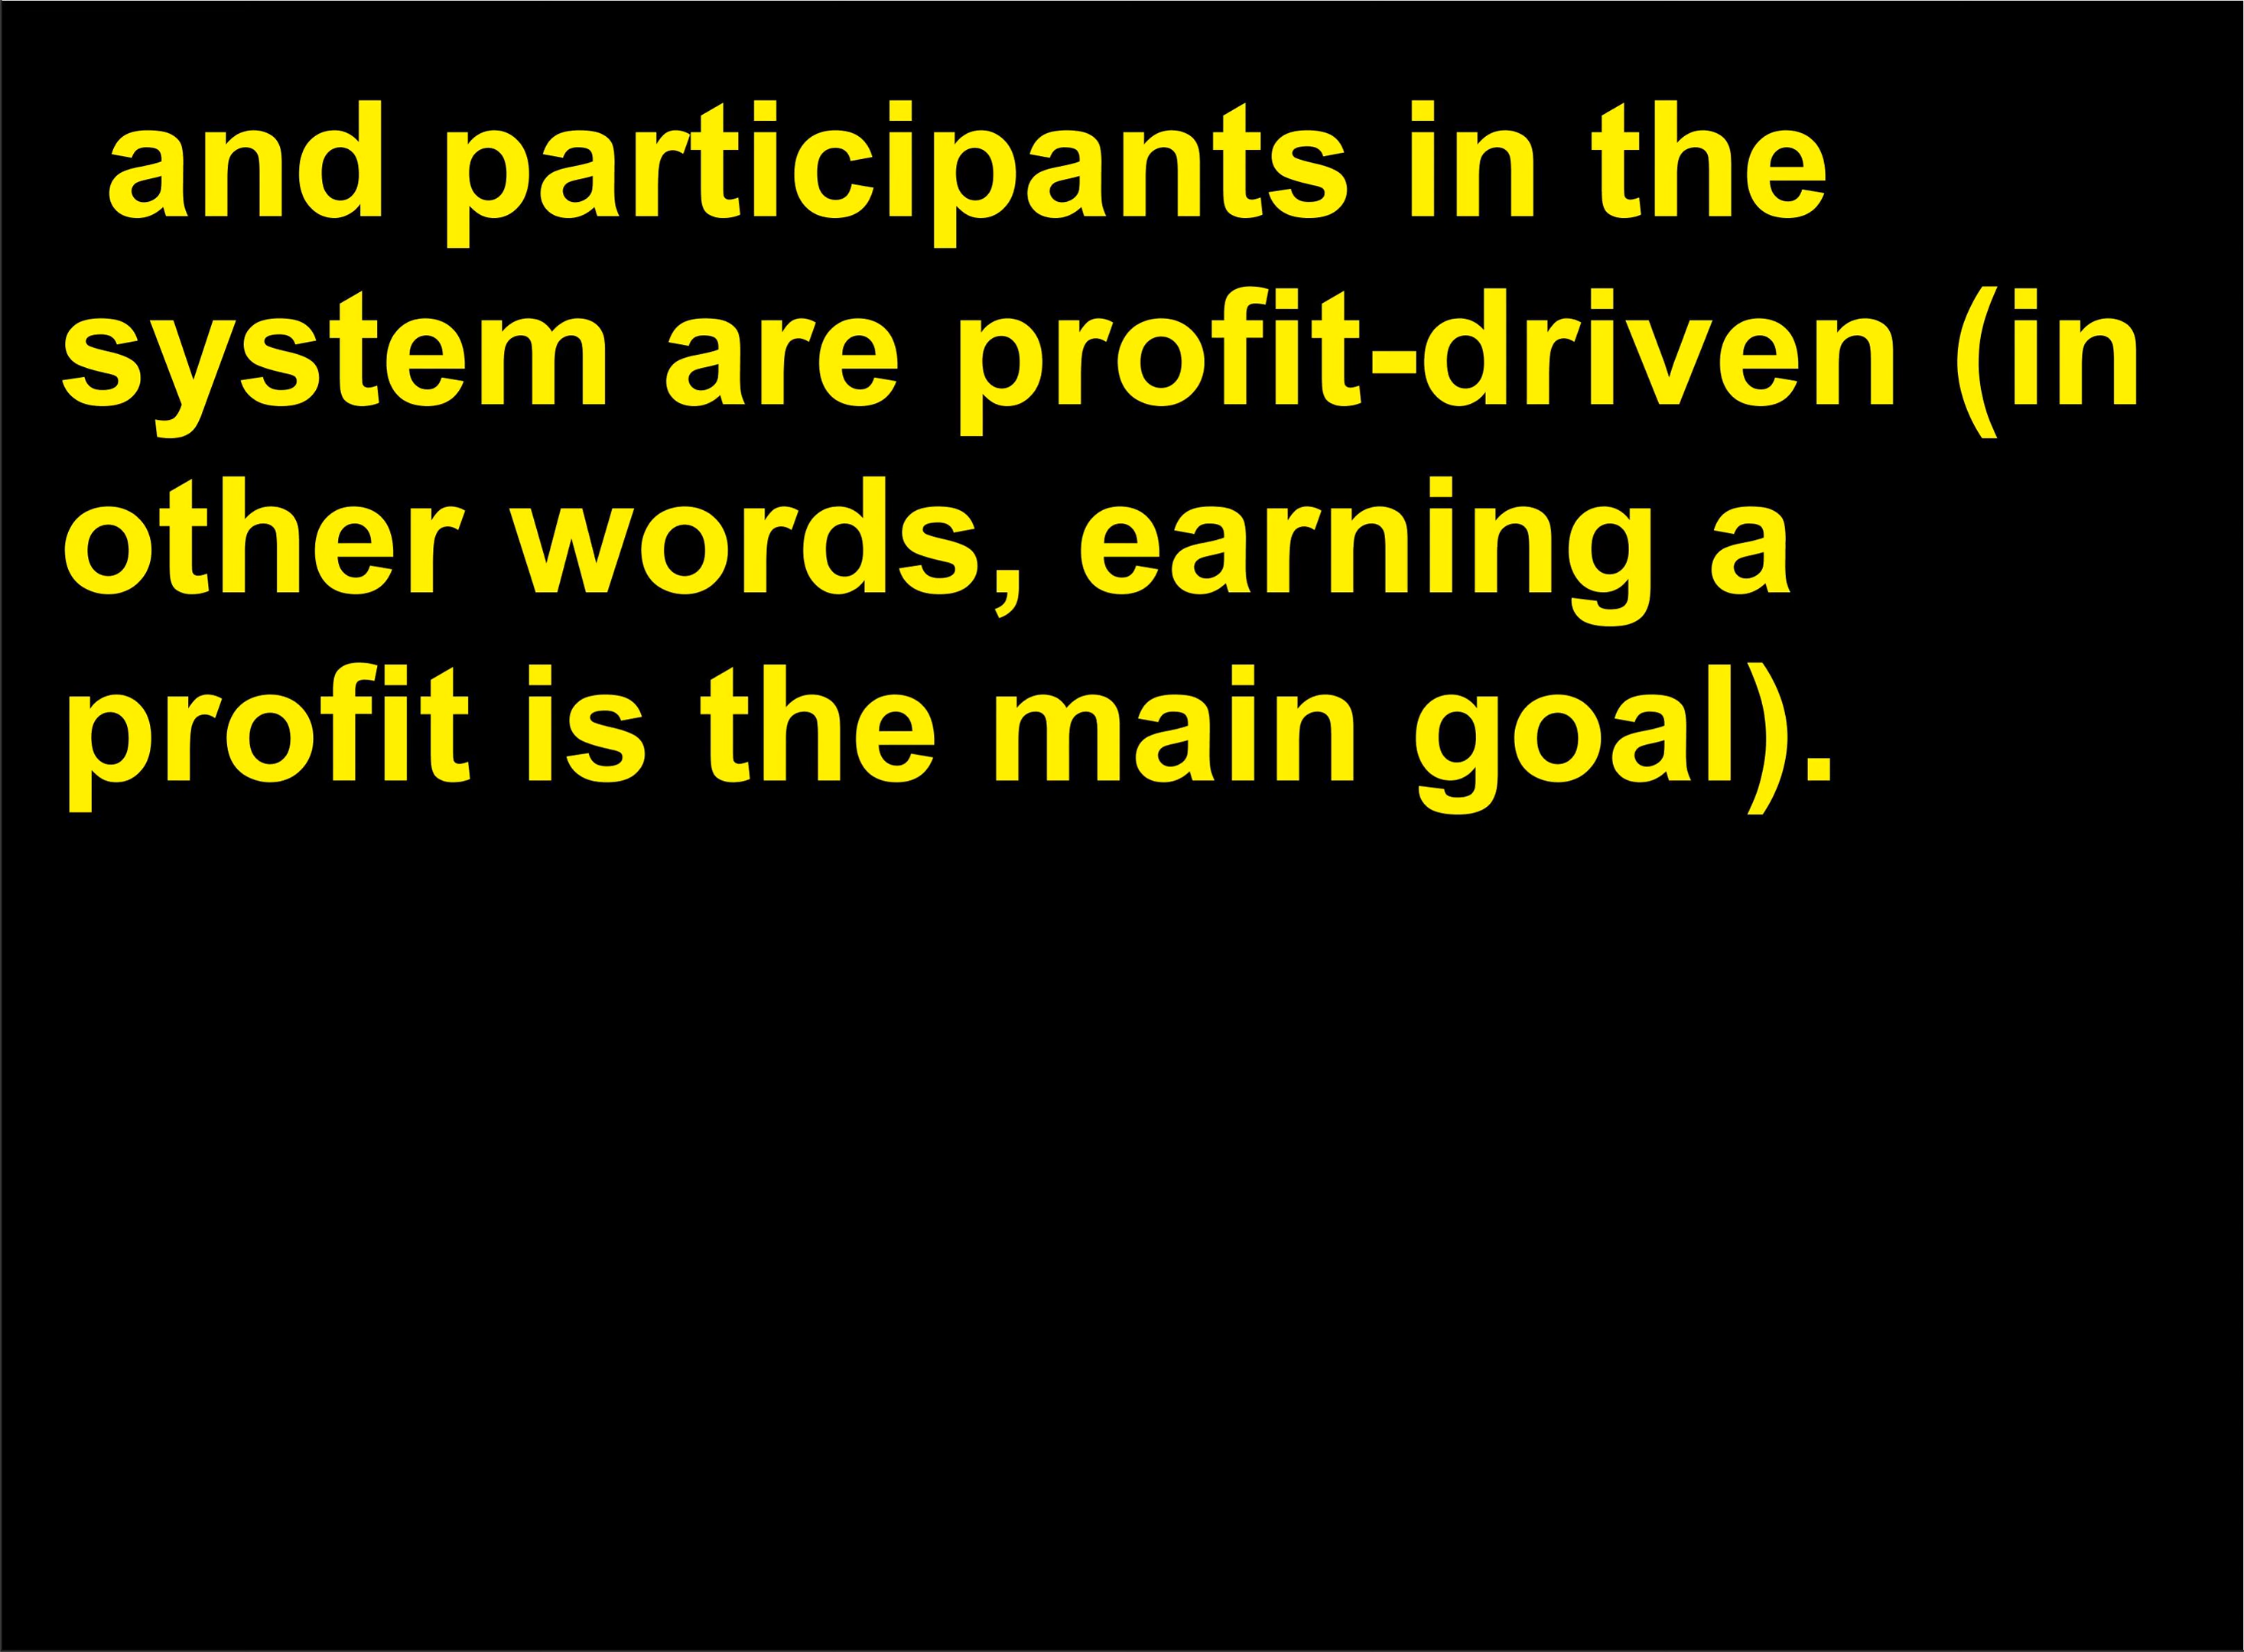 and participants in the
system are profit-driven (in
other words, earning a
profit is the main goal).